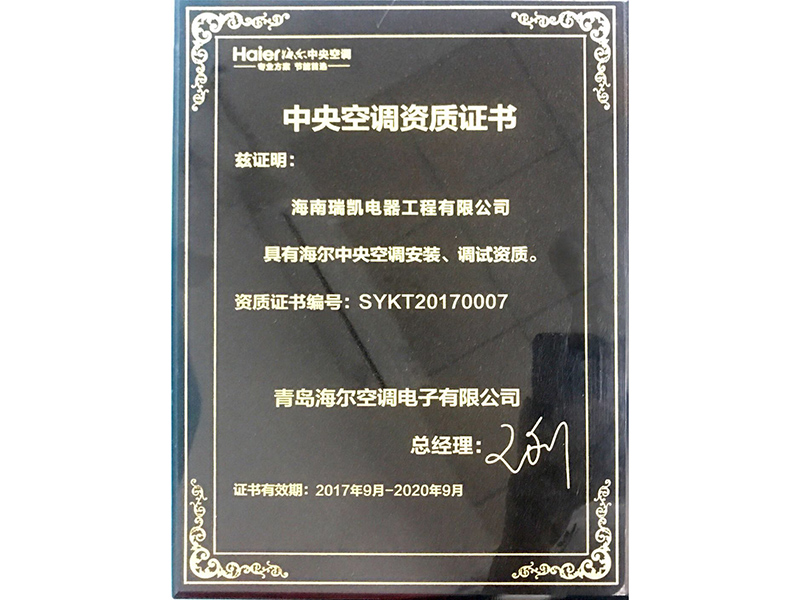 Haier 海尔中央空调
专业方案 节能首选
中央空调资质证书
兹证明：
海南瑞凯电器工程有限公司
具有海尔中央空调安装、调试资质。
资质证书编号：SYKT20170007
青岛海尔空调电子有限公司
总经理：
证书有效期：2017年9月-2020年9月